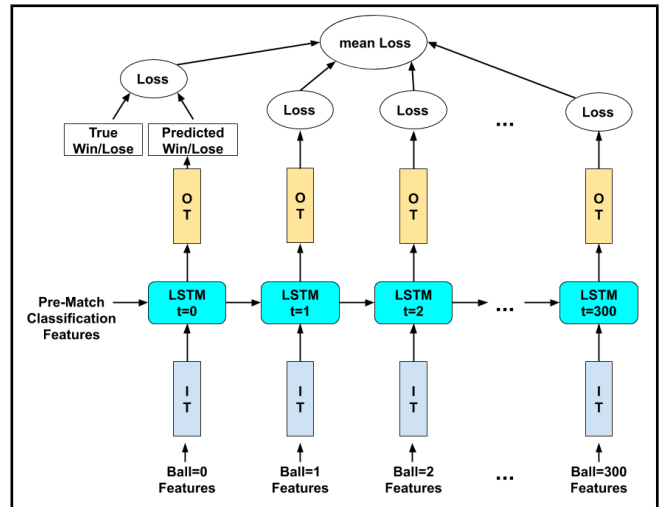 mean Loss
Loss
Loss
Loss
Loss
...
True
Win/Lose
Predicted
Win/Lose
O
T
O
T
O
T
O
T
Pre-Match
Classification
Features
LSTM
t=0
LSTM
t=1
LSTM
t=2
...
LSTM
t=300
I
T
I
T
I
T
I
T
Ball=0
Features
Ball=1
Features
Ball=2
Features
...
Ball=300
Features